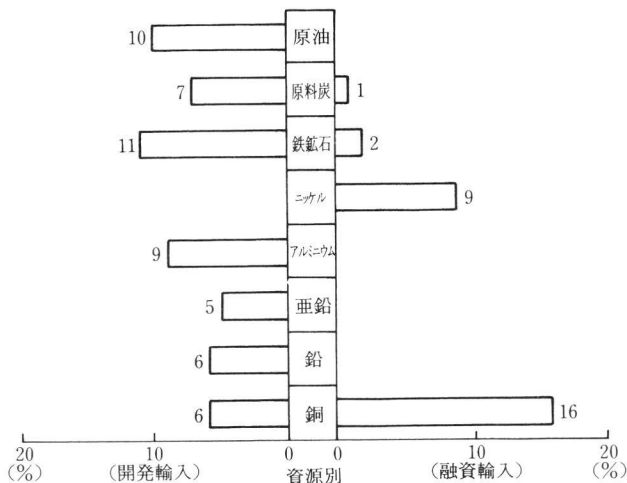 10 原油
7 原料炭 1
11 鉄鉱石 2
ニッケル 9
9 アルミニウム
5 亜鉛
6 鉛
6 銅 16
20 10 0 0 10 20
(%) (開発輸入) 資源別 (融資輸入) (%)